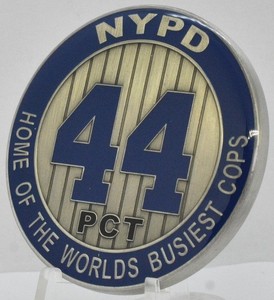 NYPD
44
PCT
HOME OF THE WORLDS BUSIEST COPS